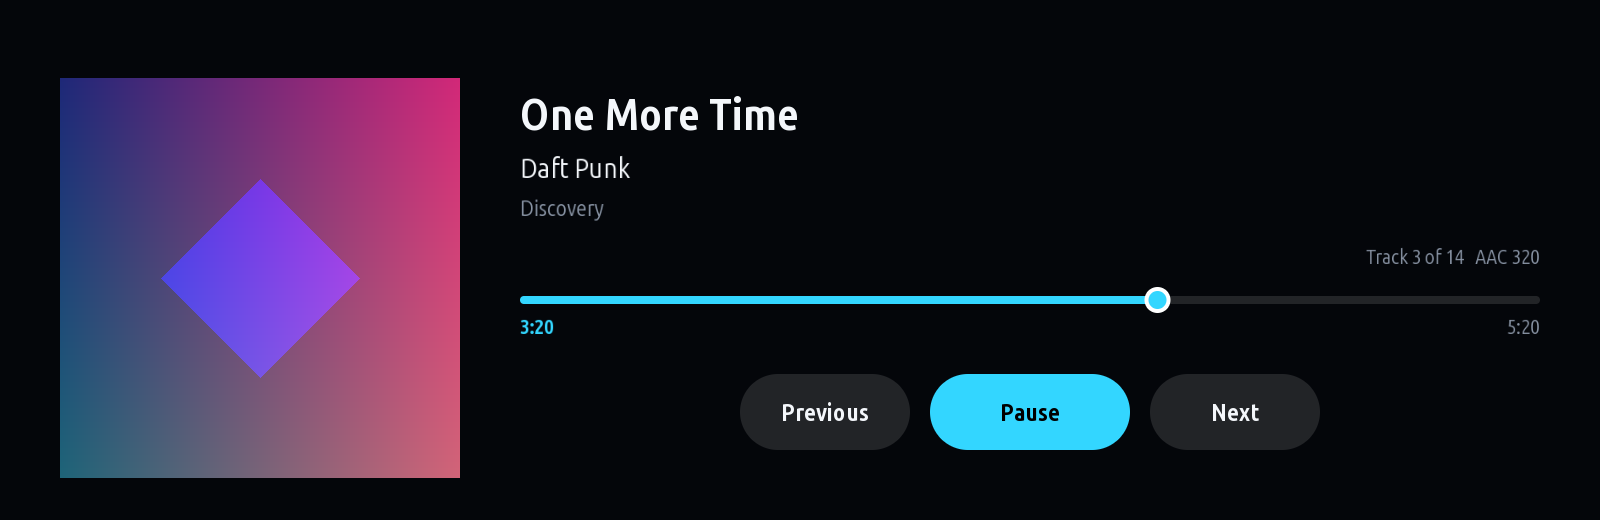 One More Time
Daft Punk
Discovery
Track 3 of 14 AAC 320
3:20 5:20
Previous Pause Next